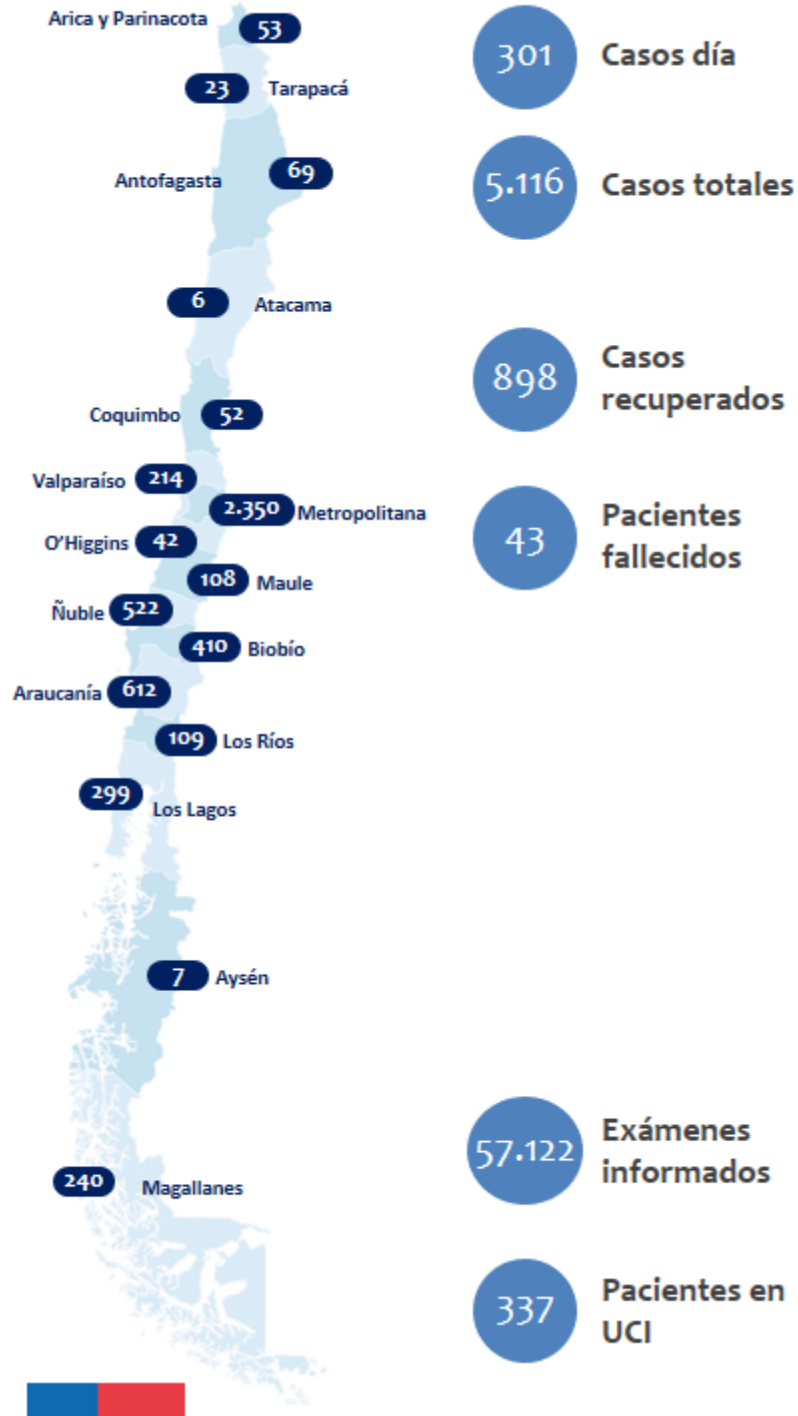 Arica y Parinacota
53
23
Tarapacá
Antofagasta
69
6
Atacama
Coquimbo
52
Valparaíso
214
2.350
Metropolitana
O'Higgins
42
108
Maule
Ñuble
522
410
Biobío
Araucanía
612
109
Los Ríos
299
Los Lagos
7
Aysén
240
Magallanes
301
Casos día
5.116
Casos totales
898
Casos
recuperados
43
Pacientes
fallecidos
57.122
Exámenes
informados
337
Pacientes en
UCI